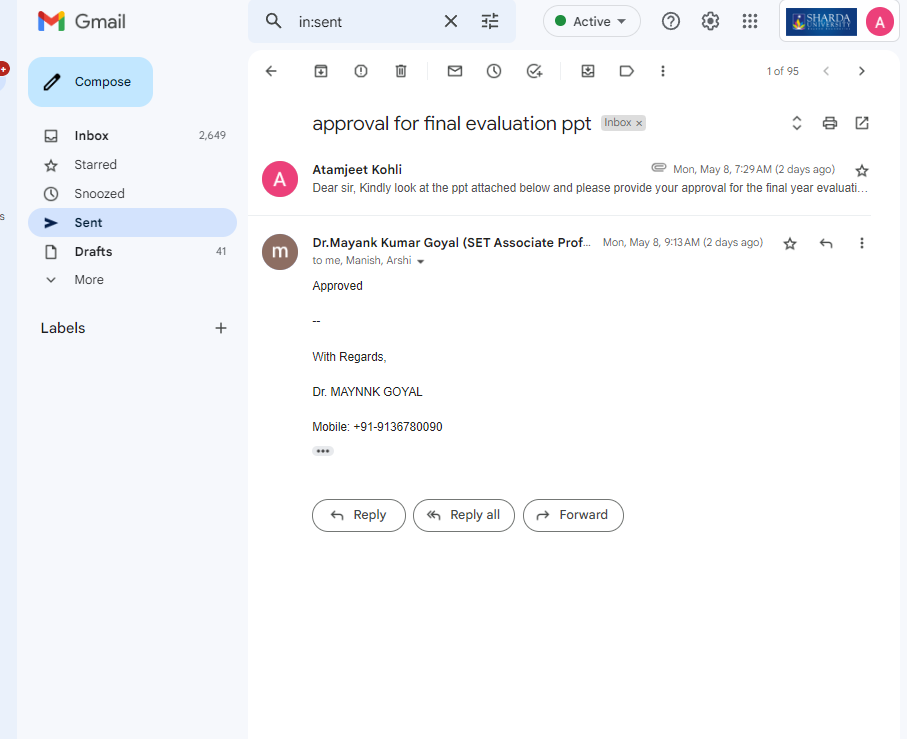 Gmail
in:sent
Active
SHARDA
UNIVERSITY
A
Compose
1 of 95
Inbox 2,649
Starred
Snoozed
Sent
Drafts 41
More
Labels
approval for final evaluation ppt Inbox ×
A
Atamjeet Kohli Mon, May 8, 7:29 AM (2 days ago)
Dear sir, Kindly look at the ppt attached below and please provide your approval for the final year evaluati…
m
Dr.Mayank Kumar Goyal (SET Associate Prof… Mon, May 8, 9:13 AM (2 days ago)
to me, Manish, Arshi
Approved
--
With Regards,
Dr. MAYNNK GOYAL
Mobile: +91-9136780090
Reply Reply all Forward